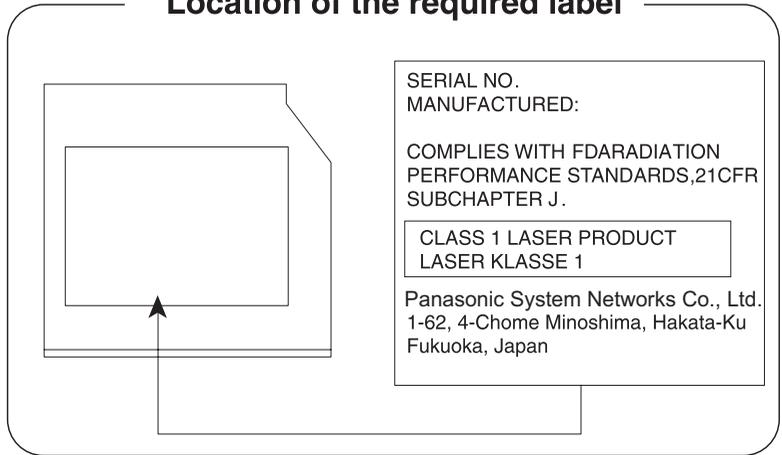 Location of the required label
SERIAL NO.
MANUFACTURED:
COMPLIES WITH FDARADIATION
PERFORMANCE STANDARDS,21CFR
SUBCHAPTER J.
CLASS 1 LASER PRODUCT
LASER KLASSE 1
Panasonic System Networks Co., Ltd.
1-62, 4-Chome Minoshima, Hakata-Ku
Fukuoka, Japan